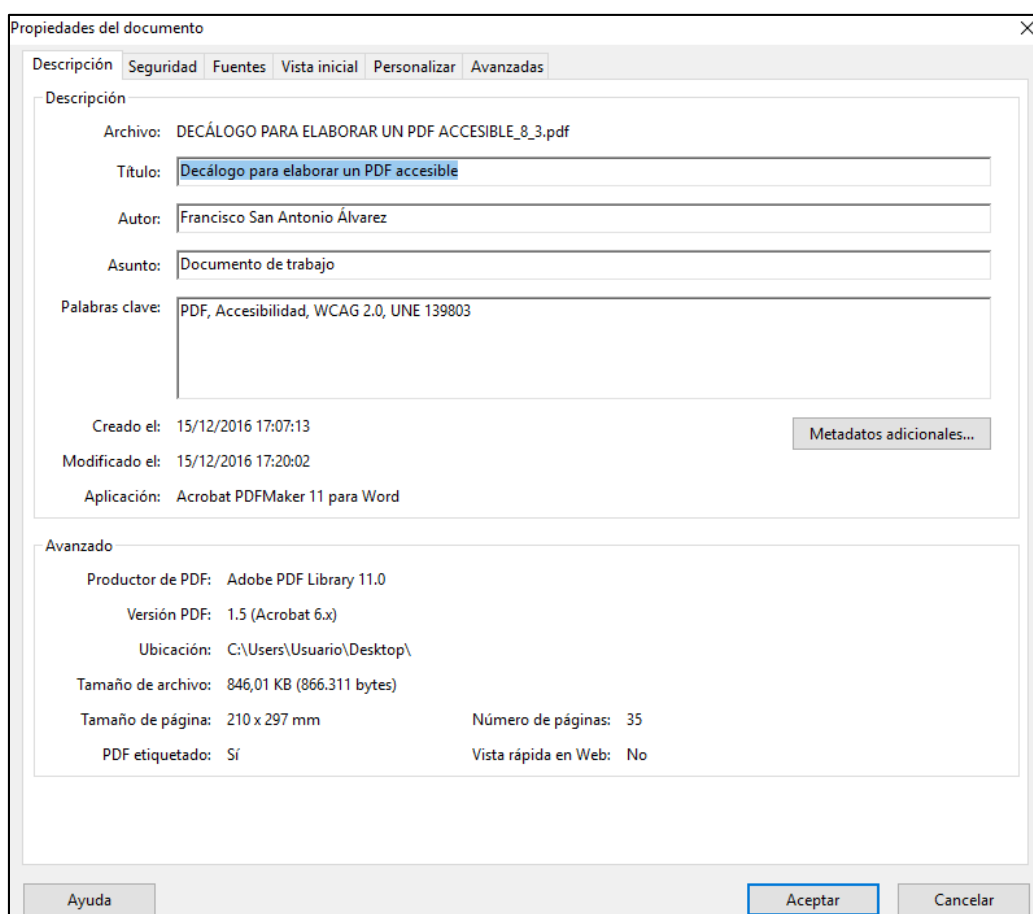 Propiedades del documento
Descripción Seguridad Fuentes Vista inicial Personalizar Avanzadas
Descripción
Archivo: DECÁLOGO PARA ELABORAR UN PDF ACCESIBLE_8_3.pdf
Título: Decálogo para elaborar un PDF accesible
Autor: Francisco San Antonio Álvarez
Asunto: Documento de trabajo
Palabras clave: PDF, Accesibilidad, WCAG 2.0, UNE 139803
Creado el: 15/12/2016 17:07:13
Metadatos adicionales...
Modificado el: 15/12/2016 17:20:02
Aplicación: Acrobat PDFMaker 11 para Word
Avanzado
Productor de PDF: Adobe PDF Library 11.0
Versión PDF: 1.5 (Acrobat 6.x)
Ubicación: C:\Users\Usuario\Desktop\
Tamaño de archivo: 846,01 KB (866.311 bytes)
Tamaño de página: 210 x 297 mm Número de páginas: 35
PDF etiquetado: Sí Vista rápida en Web: No
Ayuda Aceptar Cancelar